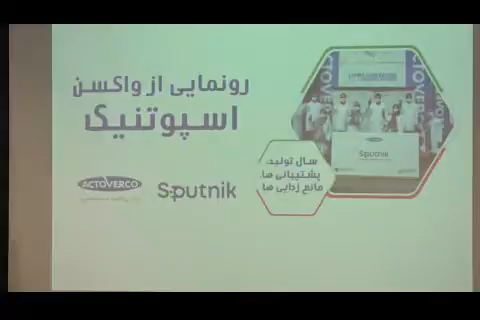 رونمایی از واکسن
اسپوتنیک
ACTOVERCO
Sputnik
سال تولید،
پشتیبانی ها،
مانع زدایی ها
Sputnik